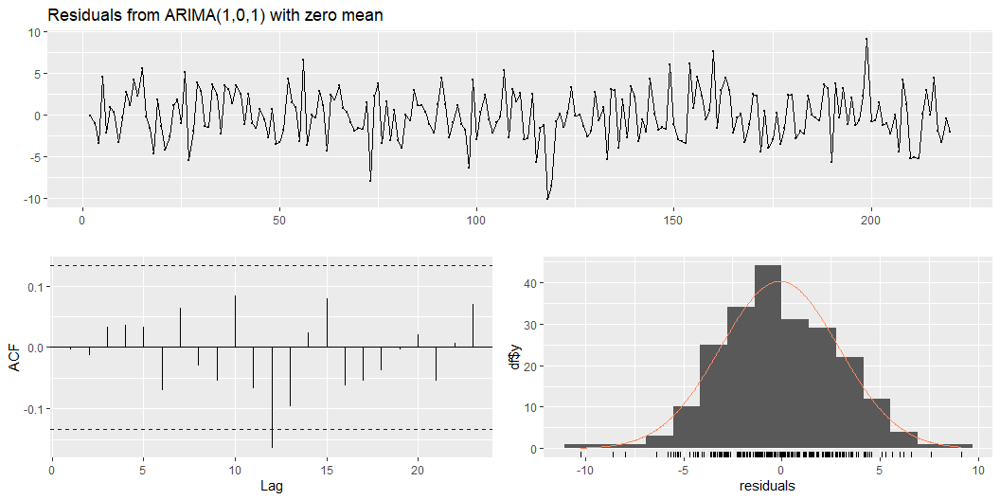 Residuals from ARIMA(1,0,1) with zero mean
10
5
0
-5
-10
0 50 100 150 200
0.1
0.0
-0.1
ACF
0 5 10 15 20
Lag
40
30
20
10
0
df$y
-10 -5 0 5 10
residuals